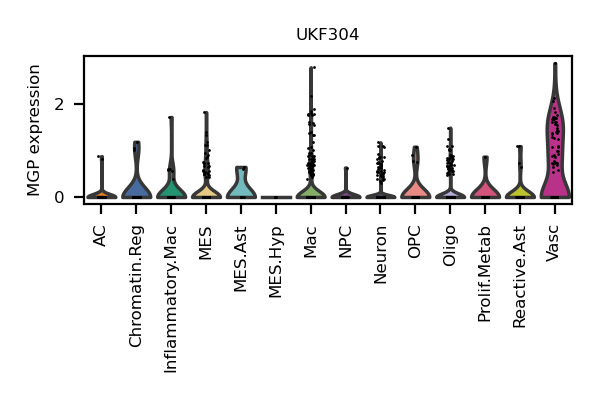 UKF304
MGP expression
2
0
AC
Chromatin.Reg
Inflammatory.Mac
MES
MES.Ast
MES.Hyp
Mac
NPC
Neuron
OPC
Oligo
Prolif.Metab
Reactive.Ast
Vasc